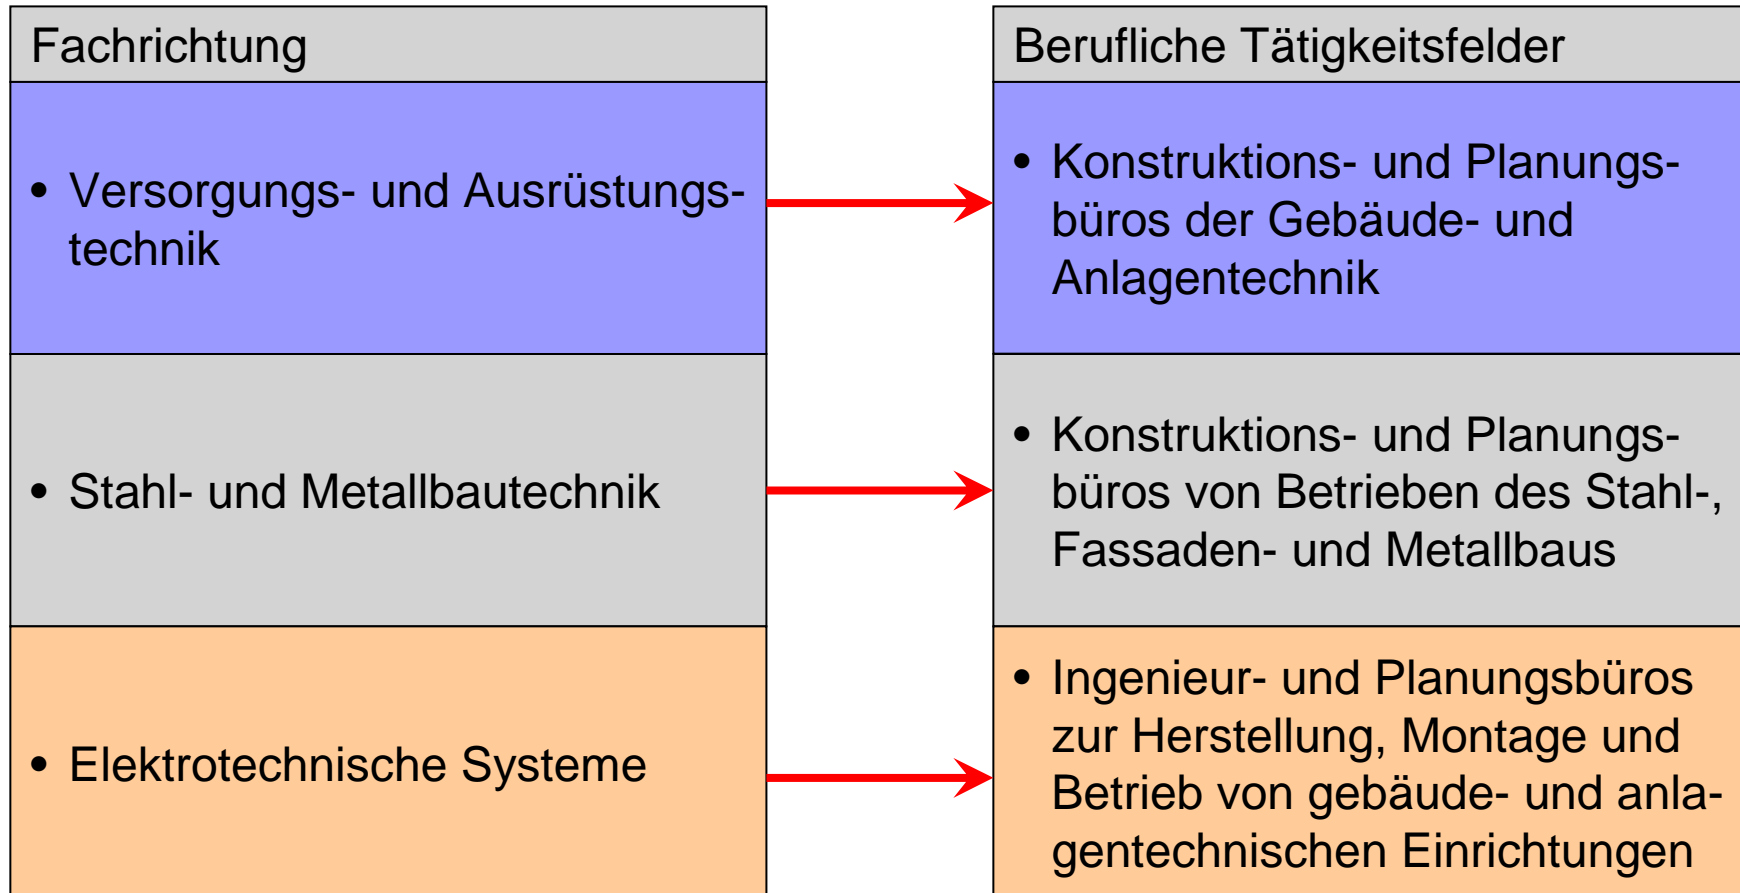 Fachrichtung
• Versorgungs- und Ausrüstungs-
technik
• Stahl- und Metallbautechnik
• Elektrotechnische Systeme
Berufliche Tätigkeitsfelder
• Konstruktions- und Planungs-
büros der Gebäude- und
Anlagentechnik
• Konstruktions- und Planungs-
büros von Betrieben des Stahl-,
Fassaden- und Metallbaus
• Ingenieur- und Planungsbüros
zur Herstellung, Montage und
Betrieb von gebäude- und anla-
gentechnischen Einrichtungen